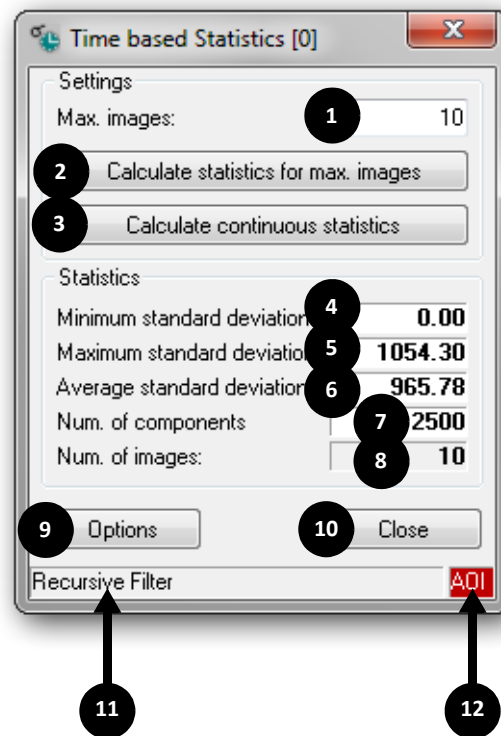 Time based Statistics [0]
Settings
Max. images: 1 10
2 Calculate statistics for max. images
3 Calculate continuous statistics
Statistics
Minimum standard deviation 4 0.00
Maximum standard deviatio 5 1054.30
Average standard deviation 6 965.78
Num. of components 7 2500
Num. of images: 8 10
9 Options 10 Close
Recursive Filter AOI
11 12